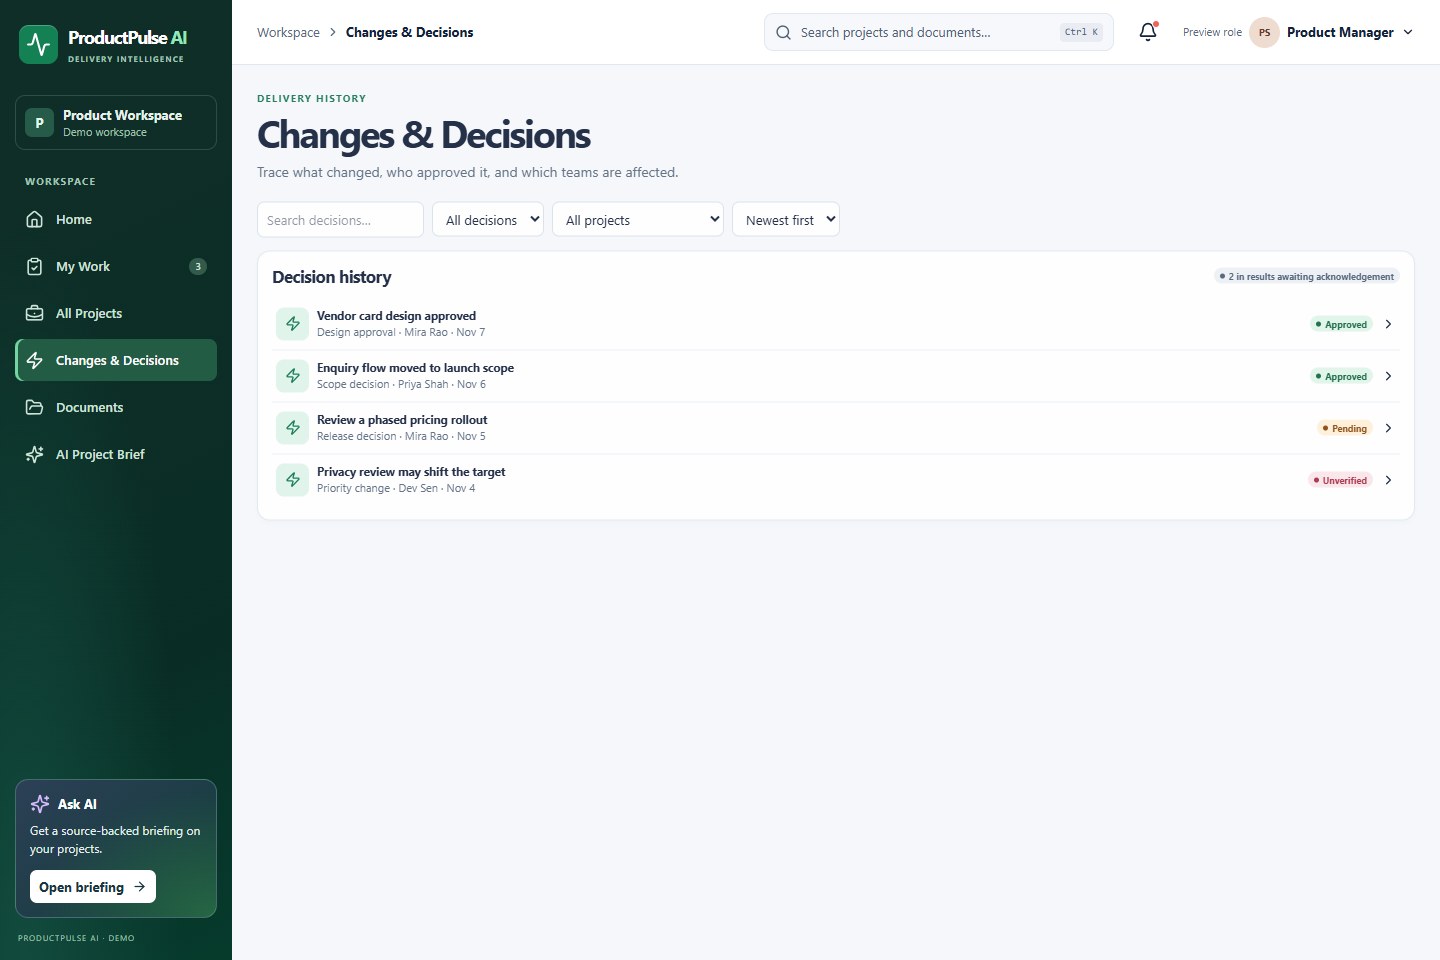 ProductPulse AI
DELIVERY INTELLIGENCE
P
Product Workspace
Demo workspace
WORKSPACE
Home
My Work
3
All Projects
Changes & Decisions
Documents
AI Project Brief
Ask AI
Get a source-backed briefing on
your projects.
Open briefing
PRODUCTPULSE AI · DEMO
Workspace
Changes & Decisions
Search projects and documents...
Ctrl K
Preview role
PS
Product Manager
DELIVERY HISTORY
Changes & Decisions
Trace what changed, who approved it, and which teams are affected.
Search decisions...
All decisions
All projects
Newest first
Decision history
2 in results awaiting acknowledgement
Vendor card design approved
Design approval · Mira Rao · Nov 7
Approved
Enquiry flow moved to launch scope
Scope decision · Priya Shah · Nov 6
Approved
Review a phased pricing rollout
Release decision · Mira Rao · Nov 5
Pending
Privacy review may shift the target
Priority change · Dev Sen · Nov 4
Unverified